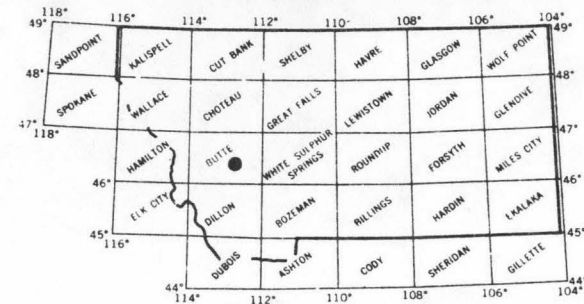 118° 116° 114° 112° 110° 108° 106° 104°
49° 49°
SANDPOINT KALISPELL CUT BANK SHELBY HAVRE GLASGOW WOLF POINT
48° 48°
SPOKANE WALLACE CHOTEAU GREAT FALLS LEWISTOWN JORDAN GLENDIVE
47° 47°
118°
HAMILTON BUTTE WHITE SULPHUR SPRINGS ROUNDUP FORSYTH MILES CITY
46° 46°
ELK CITY DILLON BOZEMAN BILLINGS HARDIN EKALAKA
45° 45°
116°
DUBOIS ASHTON CODY SHERIDAN GILLETTE
44° 44°
114° 112° 110° 108° 106° 104°